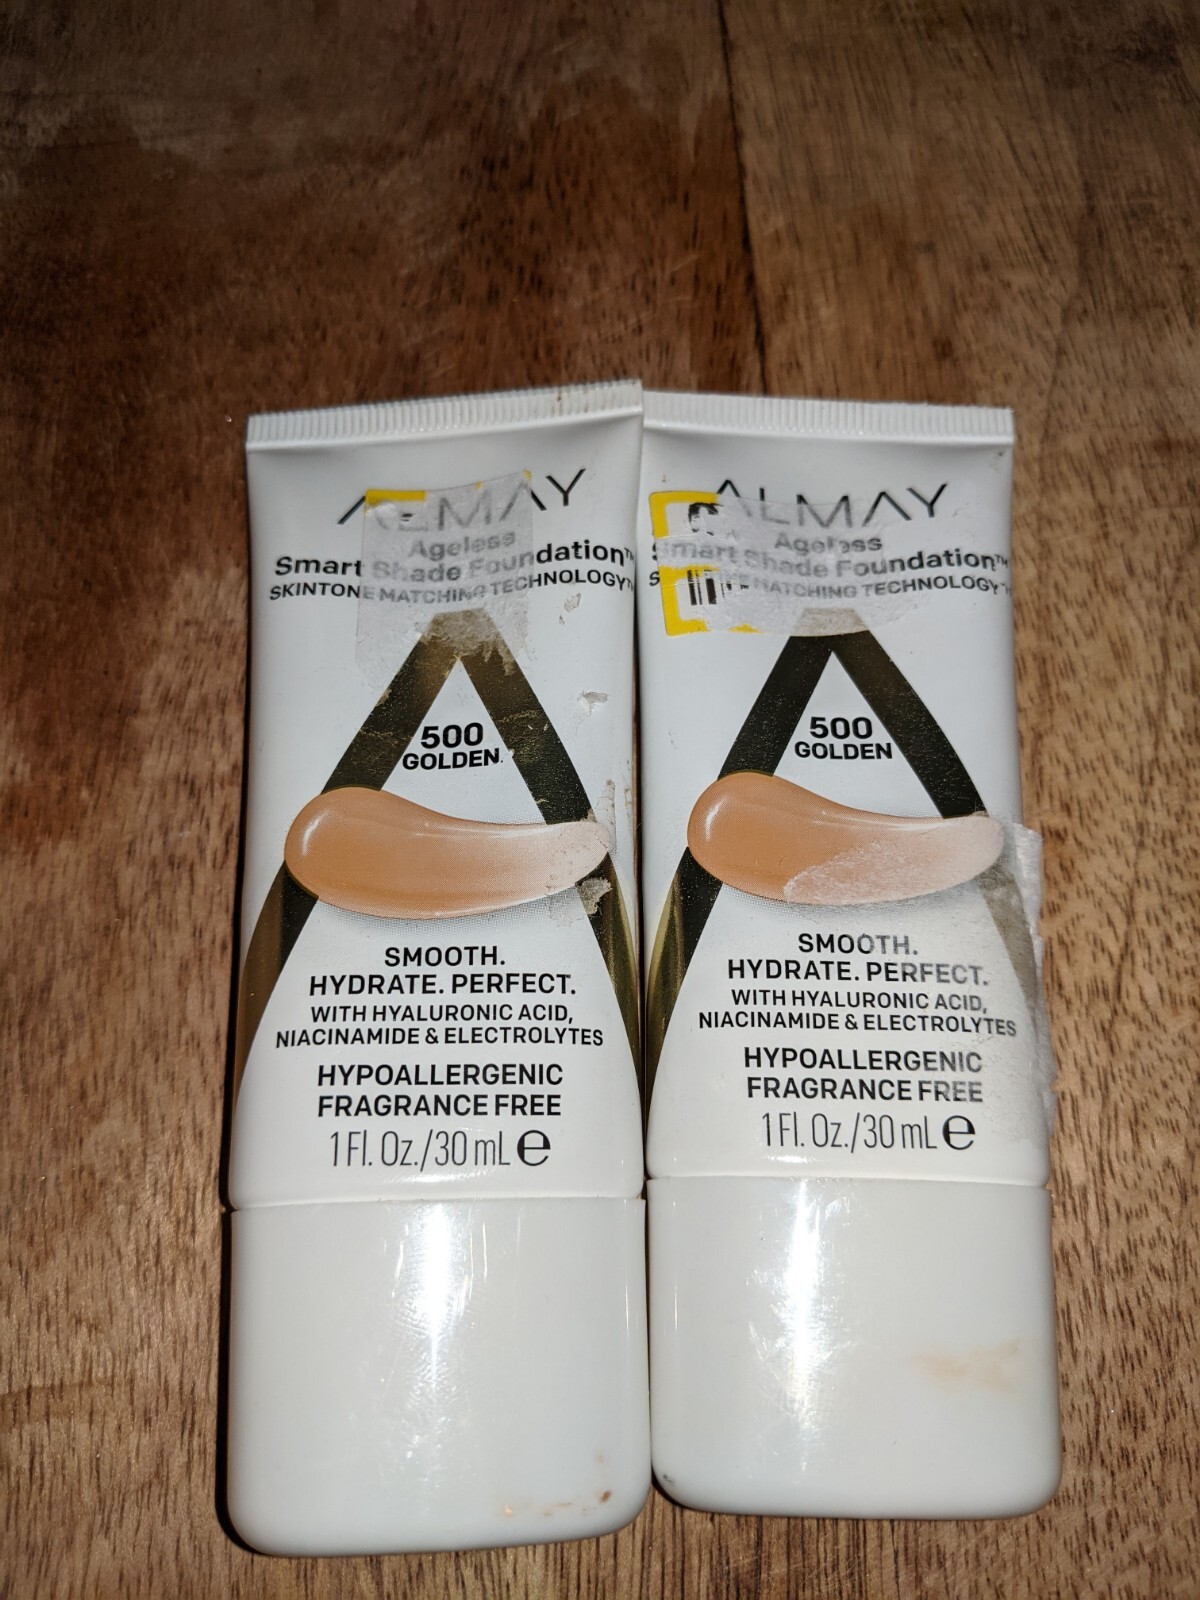 ALMAY
Ageless
Smart Shade Foundation™
SKINTONE MATCHING TECHNOLOGY™
500
GOLDEN
SMOOTH.
HYDRATE. PERFECT.
WITH HYALURONIC ACID,
NIACINAMIDE & ELECTROLYTES
HYPOALLERGENIC
FRAGRANCE FREE
1 Fl. Oz./30 mL e
ALMAY
Ageless
Smart Shade Foundation™
SKINTONE MATCHING TECHNOLOGY™
500
GOLDEN
SMOOTH.
HYDRATE. PERFECT.
WITH HYALURONIC ACID,
NIACINAMIDE & ELECTROLYTES
HYPOALLERGENIC
FRAGRANCE FREE
1 Fl. Oz./30 mL e